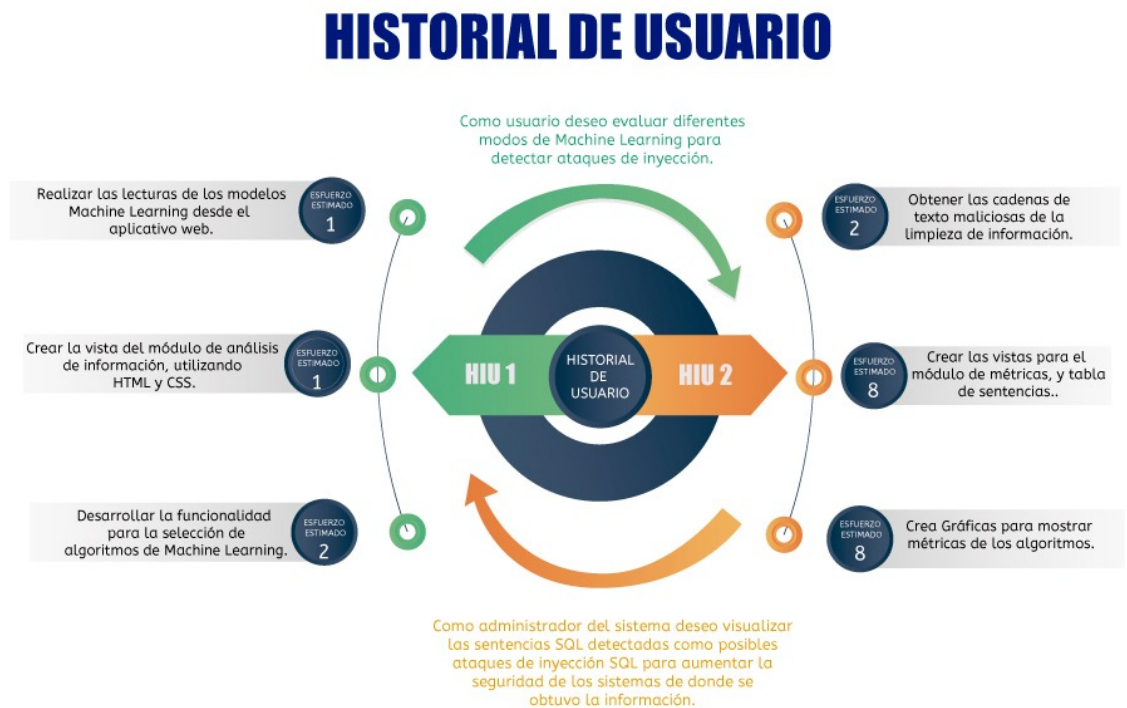 HISTORIAL DE USUARIO
Como usuario deseo evaluar diferentes
modos de Machine Learning para
detectar ataques de inyección.
Realizar las lecturas de los modelos
Machine Learning desde el
aplicativo web.
ESFUERZO
ESTIMADO
1
Crear la vista del módulo de análisis
de información, utilizando
HTML y CSS.
ESFUERZO
ESTIMADO
1
Desarrollar la funcionalidad
para la selección de
algoritmos de Machine Learning.
ESFUERZO
ESTIMADO
2
HIU 1
HISTORIAL
DE
USUARIO
HIU 2
ESFUERZO
ESTIMADO
2
Obtener las cadenas de
texto maliciosas de la
limpieza de información.
ESFUERZO
ESTIMADO
8
Crear las vistas para el
módulo de métricas, y tabla
de sentencias..
ESFUERZO
ESTIMADO
8
Crea Gráficas para mostrar
métricas de los algoritmos.
Como administrador del sistema deseo visualizar
las sentencias SQL detectadas como posibles
ataques de inyección SQL para aumentar la
seguridad de los sistemas de donde se
obtuvo la información.